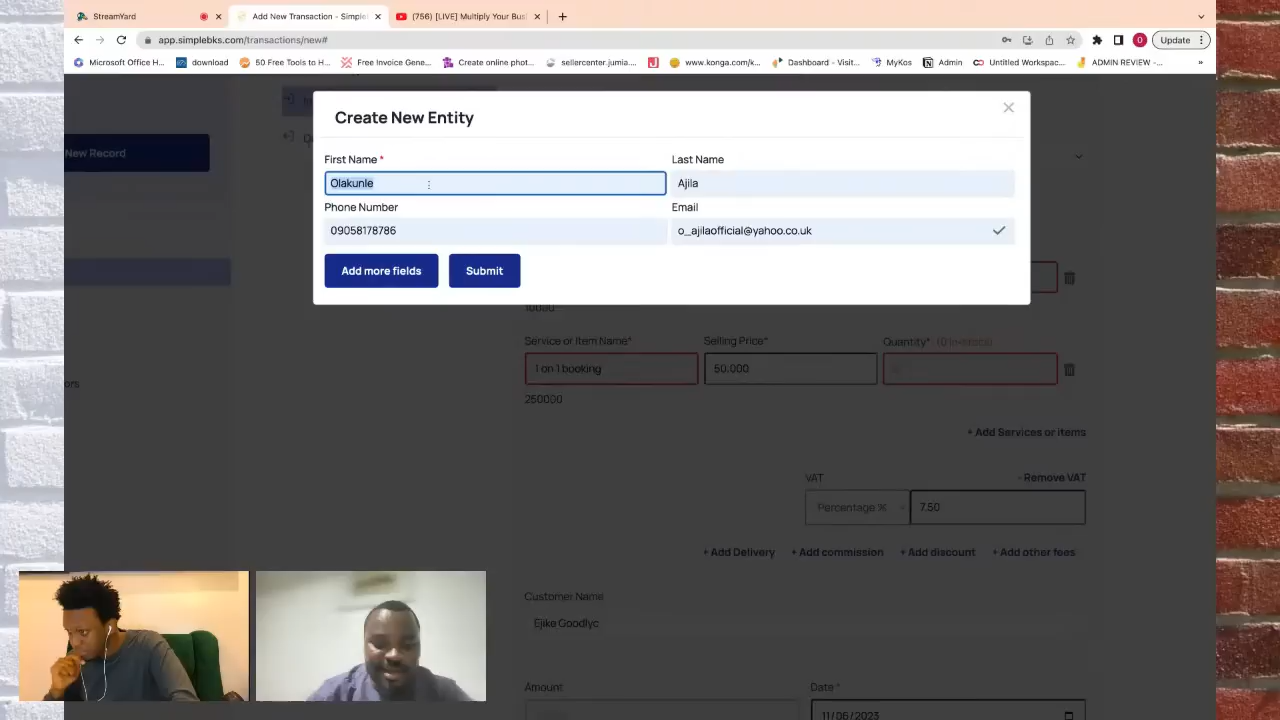 StreamYard
Add New Transaction - Simple
(756) [LIVE] Multiply Your Bus
app.simplebks.com/transactions/new#
O
Update
Microsoft Office H...
download
50 Free Tools to H...
Free Invoice Gene...
Create online phot...
sellercenter.jumia....
www.konga.com/k...
Dashboard - Visit...
MyKos
Admin
Untitled Workspac...
ADMIN REVIEW -...
»
Create New Entity
New Record
First Name *
Last Name
Olakunle
Ajila
Phone Number
Email
09058178786
o_ajilaofficial@yahoo.co.uk
Add more fields
Submit
Service or Item Name*
Selling Price*
Quantity*
1 on 1 booking
50,000
ors
250000
+ Add Services or items
VAT
- Remove VAT
Percentage %
7.50
+ Add Delivery
+ Add commission
+ Add discount
+ Add other fees
Customer Name
Ejike Goodlyc
Amount
Date *
11/06/2023